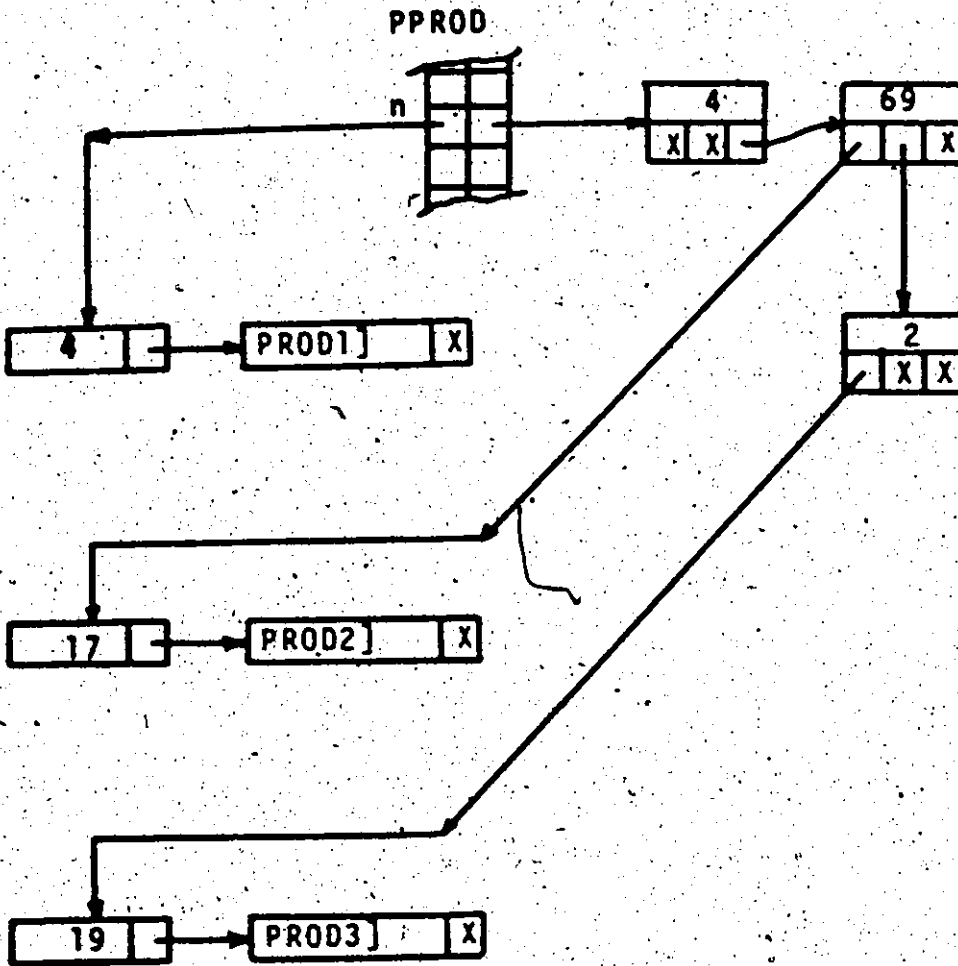 PPROD
n
4
69
X X
X
4
PROD1] X
2
X X
17
PROD2] X
19
PROD3] X